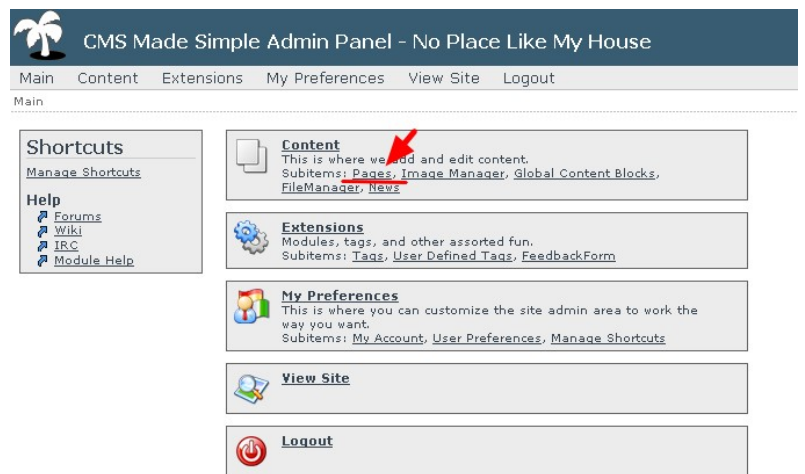 CMS Made Simple Admin Panel - No Place Like My House
Main Content Extensions My Preferences View Site Logout
Main
Shortcuts
Manage Shortcuts
Help
Forums
Wiki
IRC
Module Help
Content
This is where we add and edit content.
Subitems: Pages, Image Manager, Global Content Blocks,
FileManager, News
Extensions
Modules, tags, and other assorted fun.
Subitems: Tags, User Defined Tags, FeedbackForm
My Preferences
This is where you can customize the site admin area to work the
way you want.
Subitems: My Account, User Preferences, Manage Shortcuts
View Site
Logout